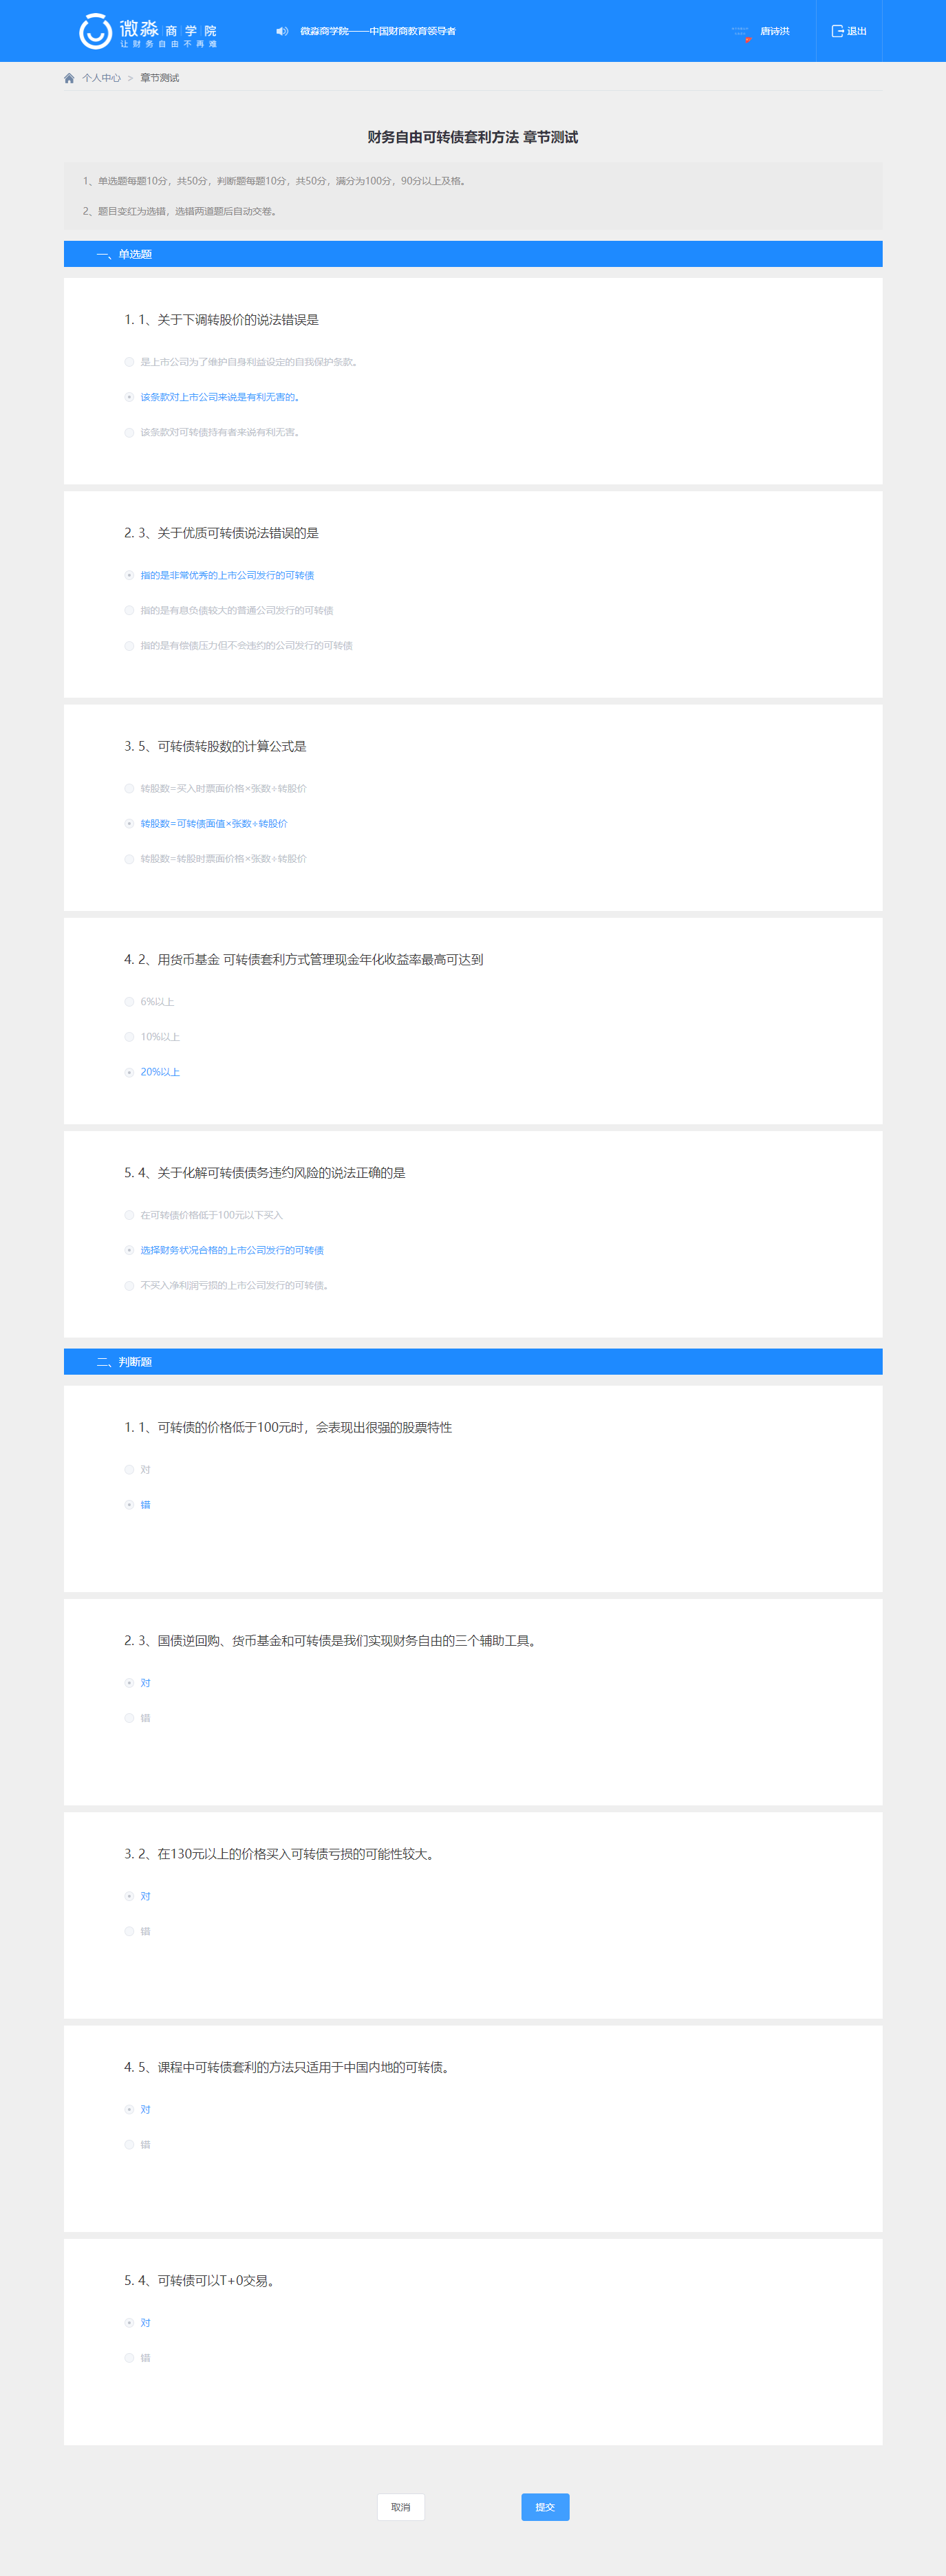 微淼商学院
让财务自由不再难
微淼商学院——中国财商教育领导者
唐诗洪
退出
个人中心 > 章节测试
财务自由可转债套利方法 章节测试
1、单选题每题10分，共50分，判断题每题10分，共50分，满分为100分，90分以上及格。
2、题目变红为选错，选错两道题后自动交卷。
一、单选题
1. 1、关于下调转股价的说法错误是
是上市公司为了维护自身利益设定的自我保护条款。
该条款对上市公司来说是有利无害的。
该条款对可转债持有者来说有利无害。
2. 3、关于优质可转债说法错误的是
指的是非常优秀的上市公司发行的可转债
指的是有息负债较大的普通公司发行的可转债
指的是有偿债压力但不会违约的公司发行的可转债
3. 5、可转债转股数的计算公式是
转股数=买入时票面价格×张数÷转股价
转股数=可转债面值×张数÷转股价
转股数=转股时票面价格×张数÷转股价
4. 2、用货币基金 可转债套利方式管理现金年化收益率最高可达到
6%以上
10%以上
20%以上
5. 4、关于化解可转债债务违约风险的说法正确的是
在可转债价格低于100元以下买入
选择财务状况合格的上市公司发行的可转债
不买入净利润亏损的上市公司发行的可转债。
二、判断题
1. 1、可转债的价格低于100元时，会表现出很强的股票特性
对
错
2. 3、国债逆回购、货币基金和可转债是我们实现财务自由的三个辅助工具。
对
错
3. 2、在130元以上的价格买入可转债亏损的可能性较大。
对
错
4. 5、课程中可转债套利的方法只适用于中国内地的可转债。
对
错
5. 4、可转债可以T+0交易。
对
错
取消
提交